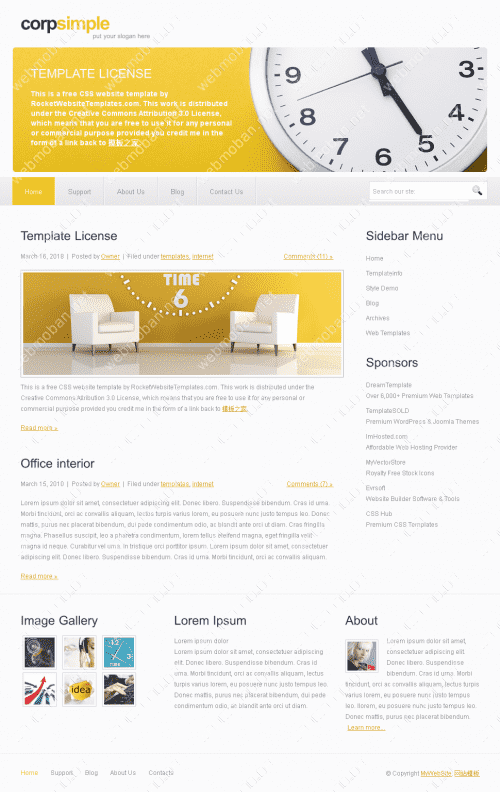 corpsimple
put your slogan here
TEMPLATE LICENSE
This is a free CSS website template by
RocketWebsiteTemplates.com. This work is distributed
under the Creative Commons Attribution 3.0 License,
which means that you are free to use it for any personal
or commercial purpose provided you credit me in the
form of a link back to 模板之家
9 8 7 6 5 4 3
Home Support About Us Blog Contact Us
Search our site:
Template License
March 16, 2010 | Posted by Owner | Filed under templates, internet Comments (11) »
TIME
6
This is a free CSS website template by RocketWebsiteTemplates.com. This work is distributed under the
Creative Commons Attribution 3.0 License, which means that you are free to use it for any personal or
commercial purpose provided you credit me in the form of a link back to 模板之家.
Read more »
Office interior
March 15, 2010 | Posted by Owner | Filed under templates, internet Comments (7) »
Lorem ipsum dolor sit amet, consectetuer adipiscing elit. Donec libero. Suspendisse bibendum. Cras id urna.
Morbi tincidunt, orci ac convallis aliquam, lectus turpis varius lorem, eu posuere nunc justo tempus leo. Donec
mattis, purus nec placerat bibendum, dui pede condimentum odio, ac blandit ante orci ut diam. Cras fringilla
magna. Phasellus suscipit, leo a pharetra condimentum, lorem tellus eleifend magna, eget fringilla velit
magna id neque. Curabitur vel urna. In tristique orci porttitor ipsum. Lorem ipsum dolor sit amet, consectetuer
adipiscing elit. Donec libero. Suspendisse bibendum. Cras id urna. Morbi tincidunt, orci ac convallis aliquam.
Read more »
Sidebar Menu
Home
TemplateInfo
Style Demo
Blog
Archives
Web Templates
Sponsors
DreamTemplate
Over 6,000+ Premium Web Templates
TemplateSOLD
Premium WordPress & Joomla Themes
ImHosted.com
Affordable Web Hosting Provider
MyVectorStore
Royalty Free Stock Icons
Evrsoft
Website Builder Software & Tools
CSS Hub
Premium CSS Templates
Image Gallery
TIME
idea
Lorem Ipsum
Lorem ipsum dolor
Lorem ipsum dolor sit amet, consectetuer adipiscing
elit. Donec libero. Suspendisse bibendum. Cras id
urna. Morbi tincidunt, orci ac convallis aliquam, lectus
turpis varius lorem, eu posuere nunc justo tempus
leo. Donec mattis, purus nec placerat bibendum, dui pede
condimentum odio, ac blandit ante orci ut diam.
About
Lorem ipsum dolor sit amet,
consectetuer adipiscing elit.
Donec libero. Suspendisse
bibendum. Cras id urna. Morbi
tincidunt, orci ac convallis aliquam, lectus turpis
varius lorem, eu posuere nunc justo tempus
leo. lorem, eu posuere nunc justo tempus leo.
Donec mattis, purus nec placerat bibendum.
Learn more...
Home Support Blog About Us Contacts
© Copyright MyWebSite. 网站模板